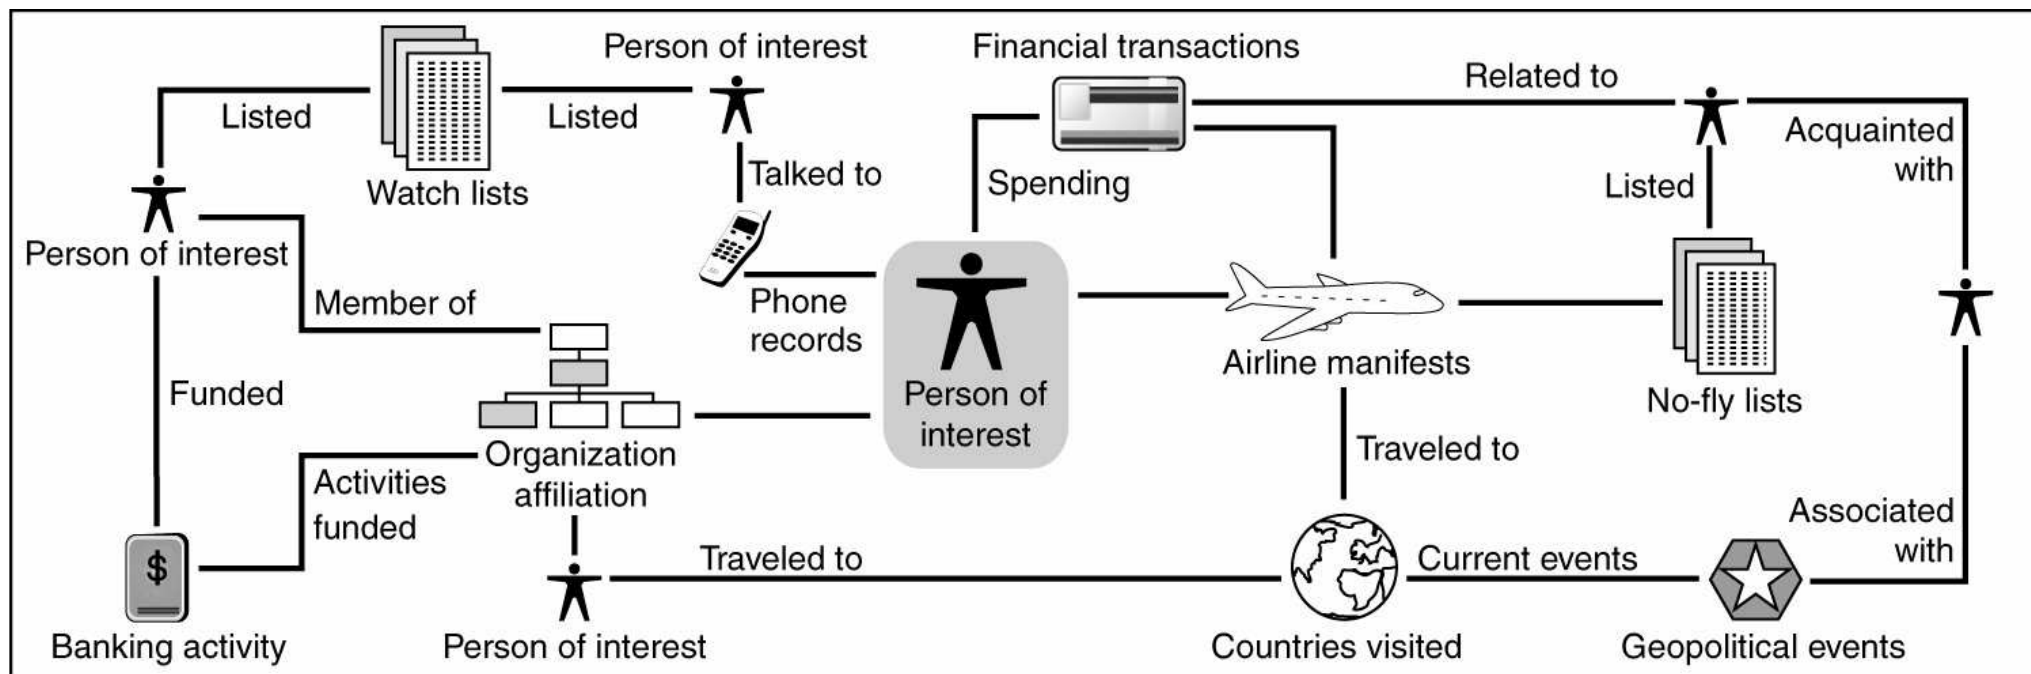 Person of interest
Financial transactions
Related to
Listed
Listed
Acquainted
with
Talked to
Watch lists
Spending
Listed
Person of interest
Member of
Phone
records
Airline manifests
Funded
Person of
interest
No-fly lists
Organization
affiliation
Activities
funded
Traveled to
Associated
with
Traveled to
Current events
$
Banking activity
Person of interest
Countries visited
Geopolitical events